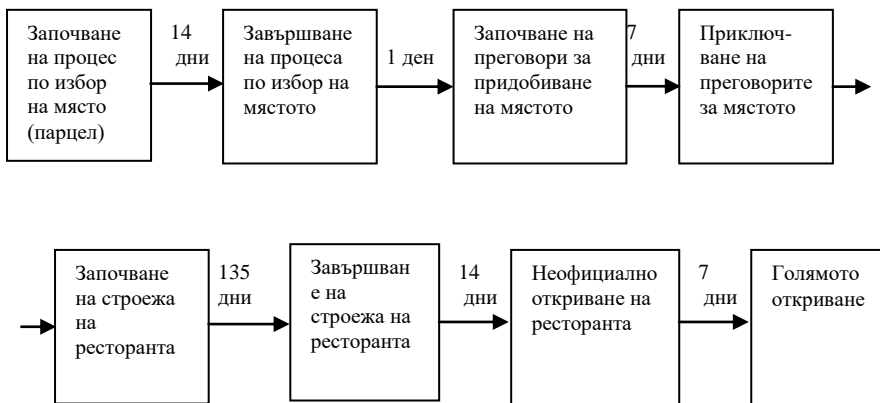 Започване
на процес
по избор
на място
(парцел)
14
дни
Завършване
на процеса
по избор на
мястото
1 ден
Започване на
преговори за
придобиване
на мястото
7
дни
Приключ-
ване на
преговорите
за мястото
Започване
на строежа
на
ресторанта
135
дни
Завършван
е на
строежа на
ресторанта
14
дни
Неофициално
откриване на
ресторанта
7
дни
Голямото
откриване